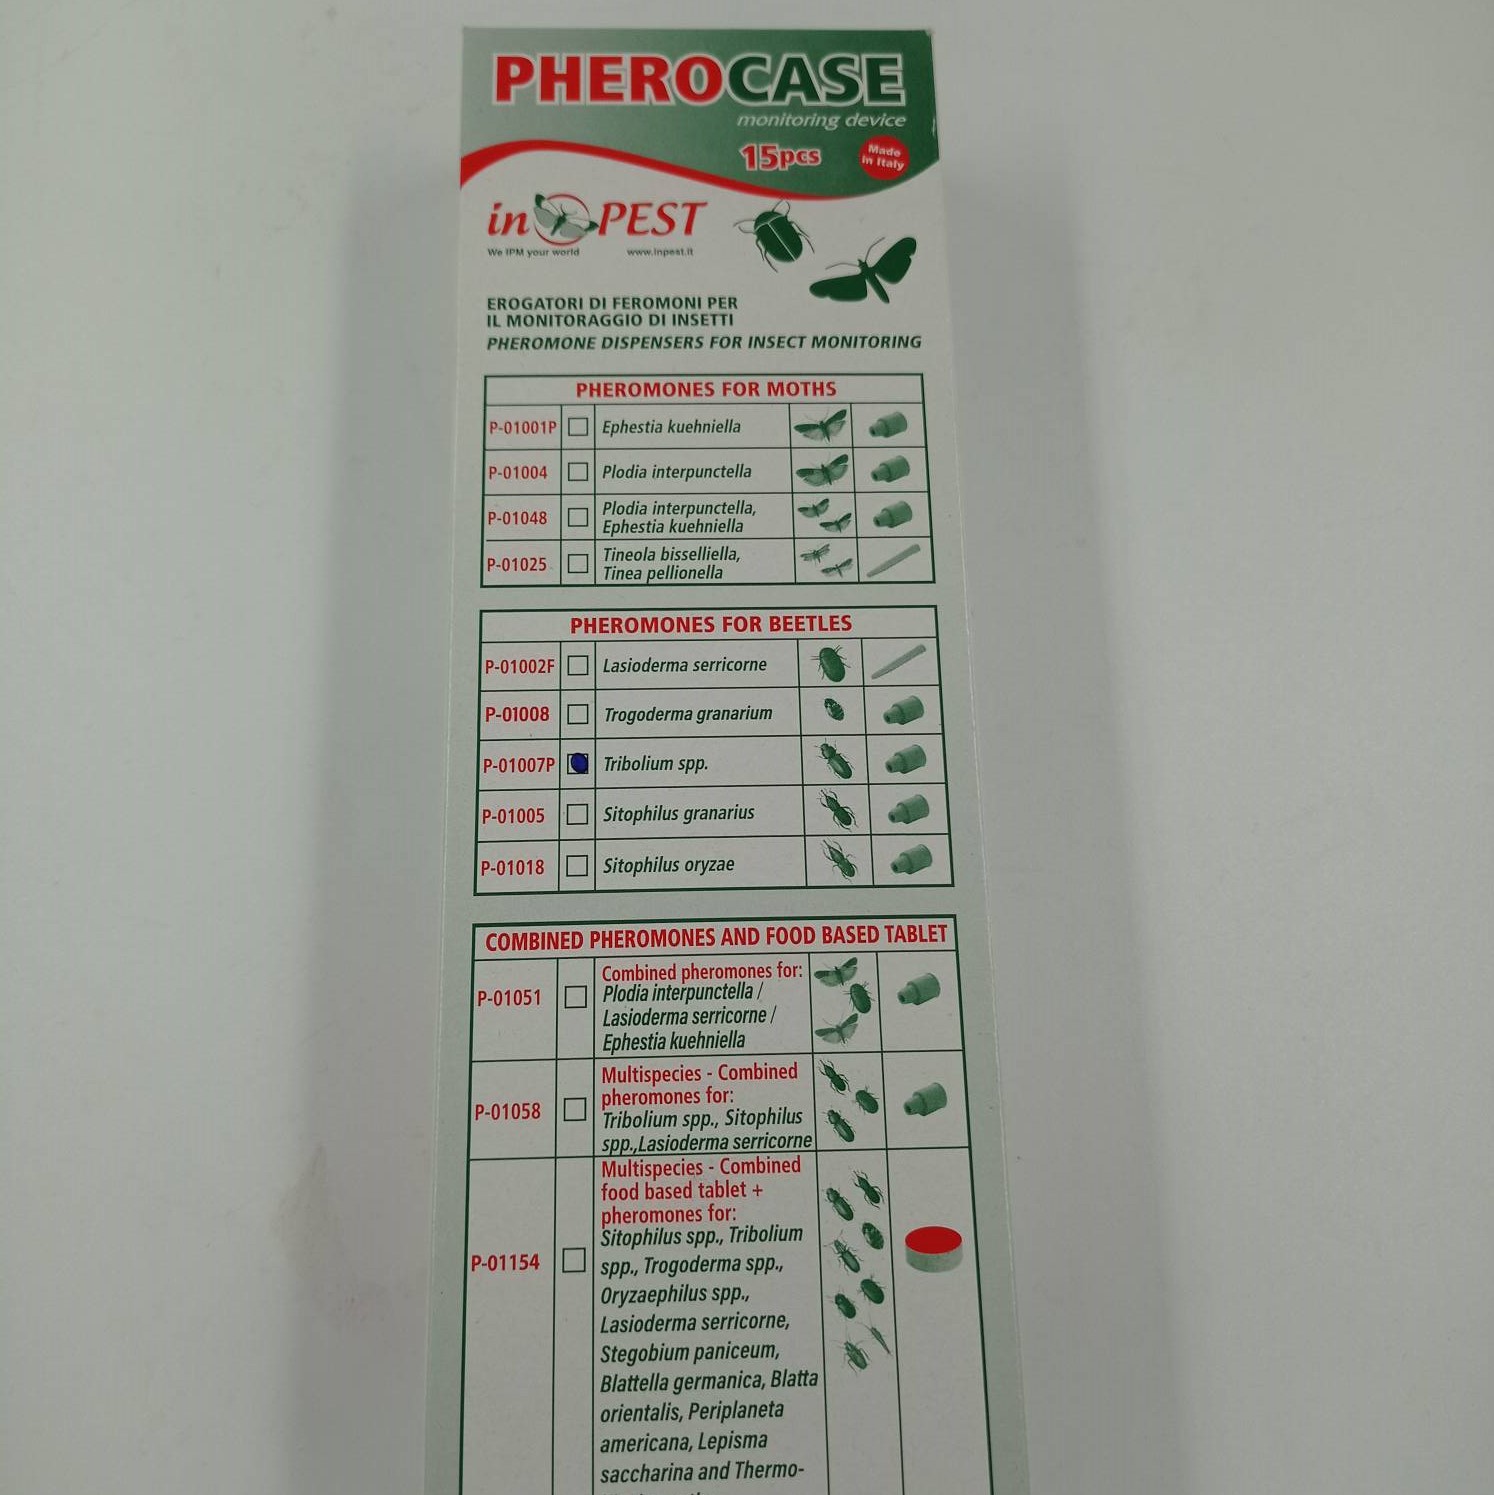 PHEROCASE
monitoring device
15pcs
Made
in Italy
in PEST
We IPM your world www.inpest.it
EROGATORI DI FEROMONI PER
IL MONITORAGGIO DI INSETTI
PHEROMONE DISPENSERS FOR INSECT MONITORING
PHEROMONES FOR MOTHS
P-01001P Ephestia kuehniella
P-01004 Plodia interpunctella
P-01048 Plodia interpunctella,
Ephestia kuehniella
P-01025 Tineola bisselliella,
Tinea pellionella
PHEROMONES FOR BEETLES
P-01002F Lasioderma serricorne
P-01008 Trogoderma granarium
P-01007P Tribolium spp.
P-01005 Sitophilus granarius
P-01018 Sitophilus oryzae
COMBINED PHEROMONES AND FOOD BASED TABLET
P-01051
Combined pheromones for:
Plodia interpunctella /
Lasioderma serricorne /
Ephestia kuehniella
P-01058
Multispecies - Combined
pheromones for:
Tribolium spp., Sitophilus
spp.,Lasioderma serricorne
P-01154
Multispecies - Combined
food based tablet +
pheromones for:
Sitophilus spp., Tribolium
spp., Trogoderma spp.,
Oryzaephilus spp.,
Lasioderma serricorne,
Stegobium paniceum,
Blattella germanica, Blatta
orientalis, Periplaneta
americana, Lepisma
saccharina and Thermo-